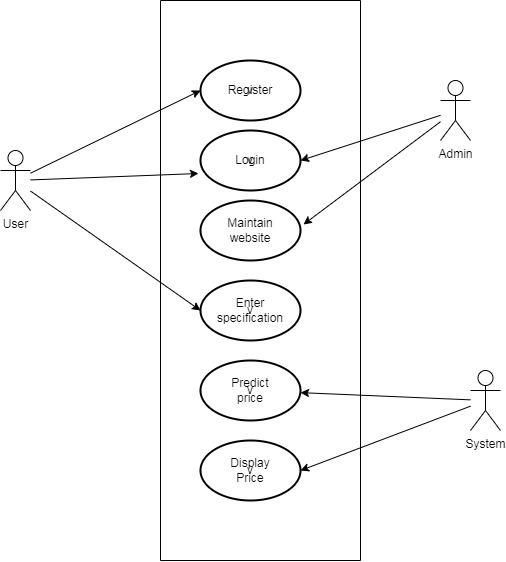 Register
Admin
Login
User
Maintain
website
Enter
specification
Predict
price
System
Display
Price